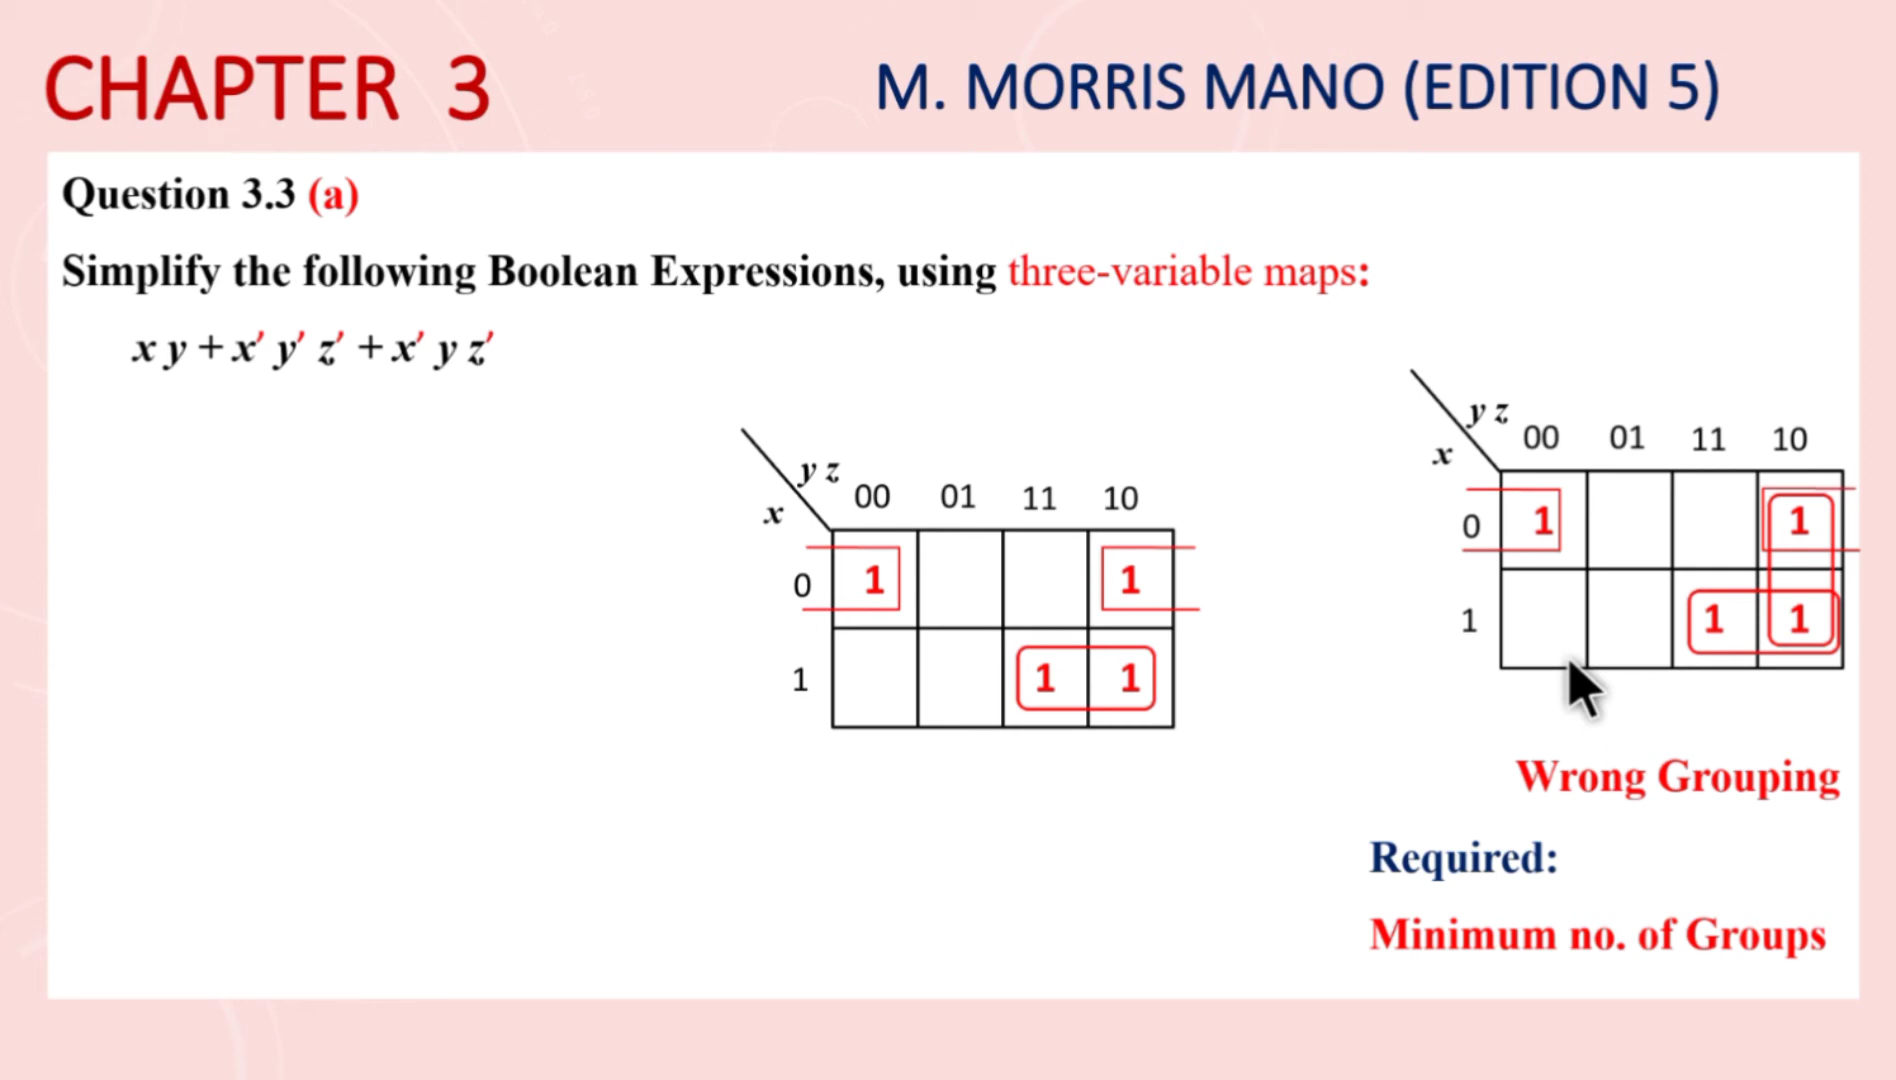 CHAPTER 3
M. MORRIS MANO (EDITION 5)
Question 3.3 (a)
Simplify the following Boolean Expressions, using three-variable maps:
x y + x′ y′ z′ + x′ y z′
y z
x
00 01 11 10
0 1 1
1 1 1
y z
x
00 01 11 10
0 1 1
1 1 1
Wrong Grouping
Required:
Minimum no. of Groups